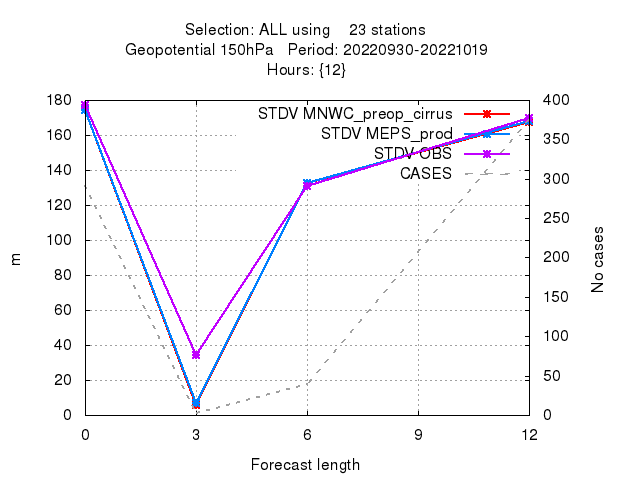 Selection: ALL using 23 stations
Geopotential 150hPa Period: 20220930-20221019
Hours: {12}
STDV MNWC_preop_cirrus
STDV MEPS_prod
STDV OBS
CASES
180
160
140
120
100
80
60
40
20
0
400
350
300
250
200
150
100
50
0
m
No cases
0 3 6 9 12
Forecast length